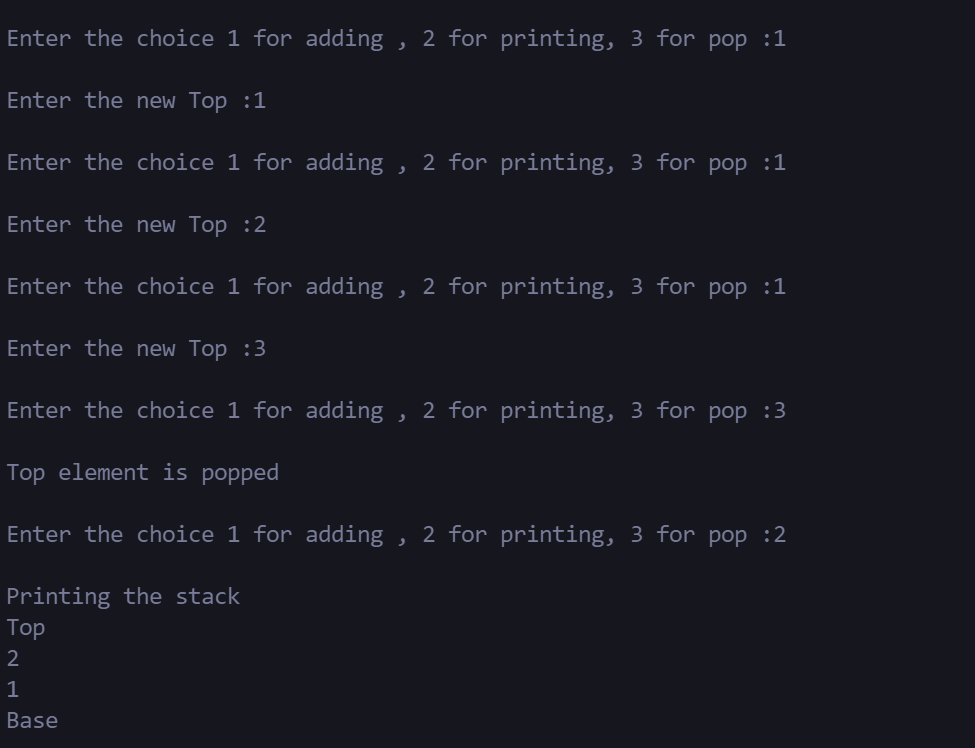 Enter the choice 1 for adding , 2 for printing, 3 for pop :1
Enter the new Top :1
Enter the choice 1 for adding , 2 for printing, 3 for pop :1
Enter the new Top :2
Enter the choice 1 for adding , 2 for printing, 3 for pop :1
Enter the new Top :3
Enter the choice 1 for adding , 2 for printing, 3 for pop :3
Top element is popped
Enter the choice 1 for adding , 2 for printing, 3 for pop :2
Printing the stack
Top
2
1
Base